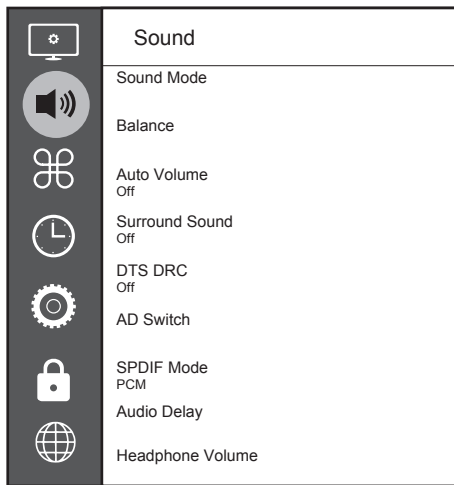 Sound
Sound Mode
Balance
Auto Volume
Off
Surround Sound
Off
DTS DRC
Off
AD Switch
SPDIF Mode
PCM
Audio Delay
Headphone Volume